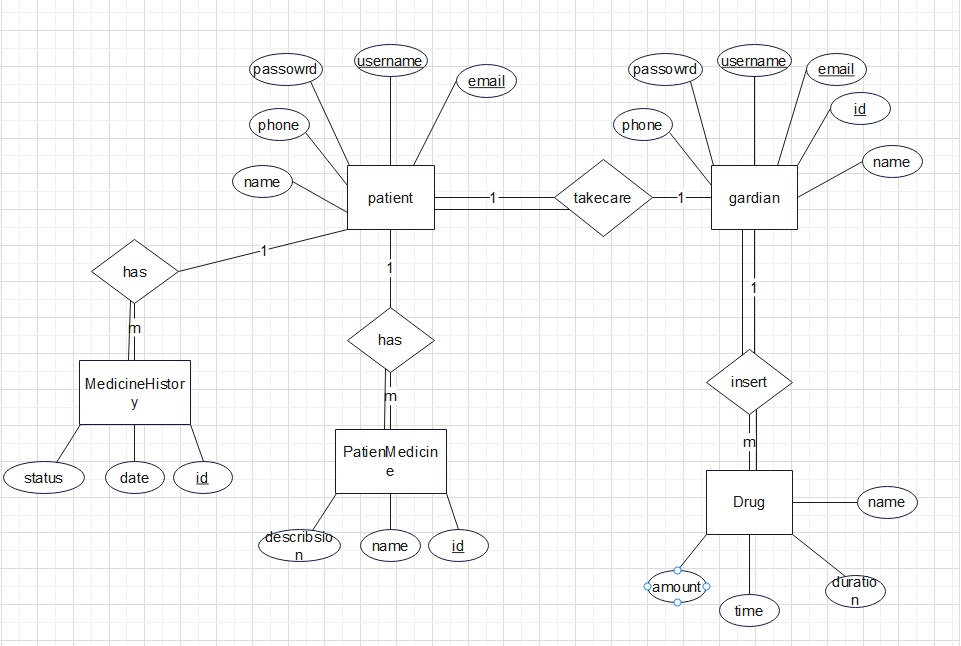 passowrd
username
email
phone
name
patient
1
takecare
1
passowrd
username
email
id
phone
name
gardian
has
1
m
MedicineHistor
y
status
date
id
1
has
m
PatienMedicin
e
describsio
n
name
id
1
insert
m
Drug
name
amount
time
duratio
n